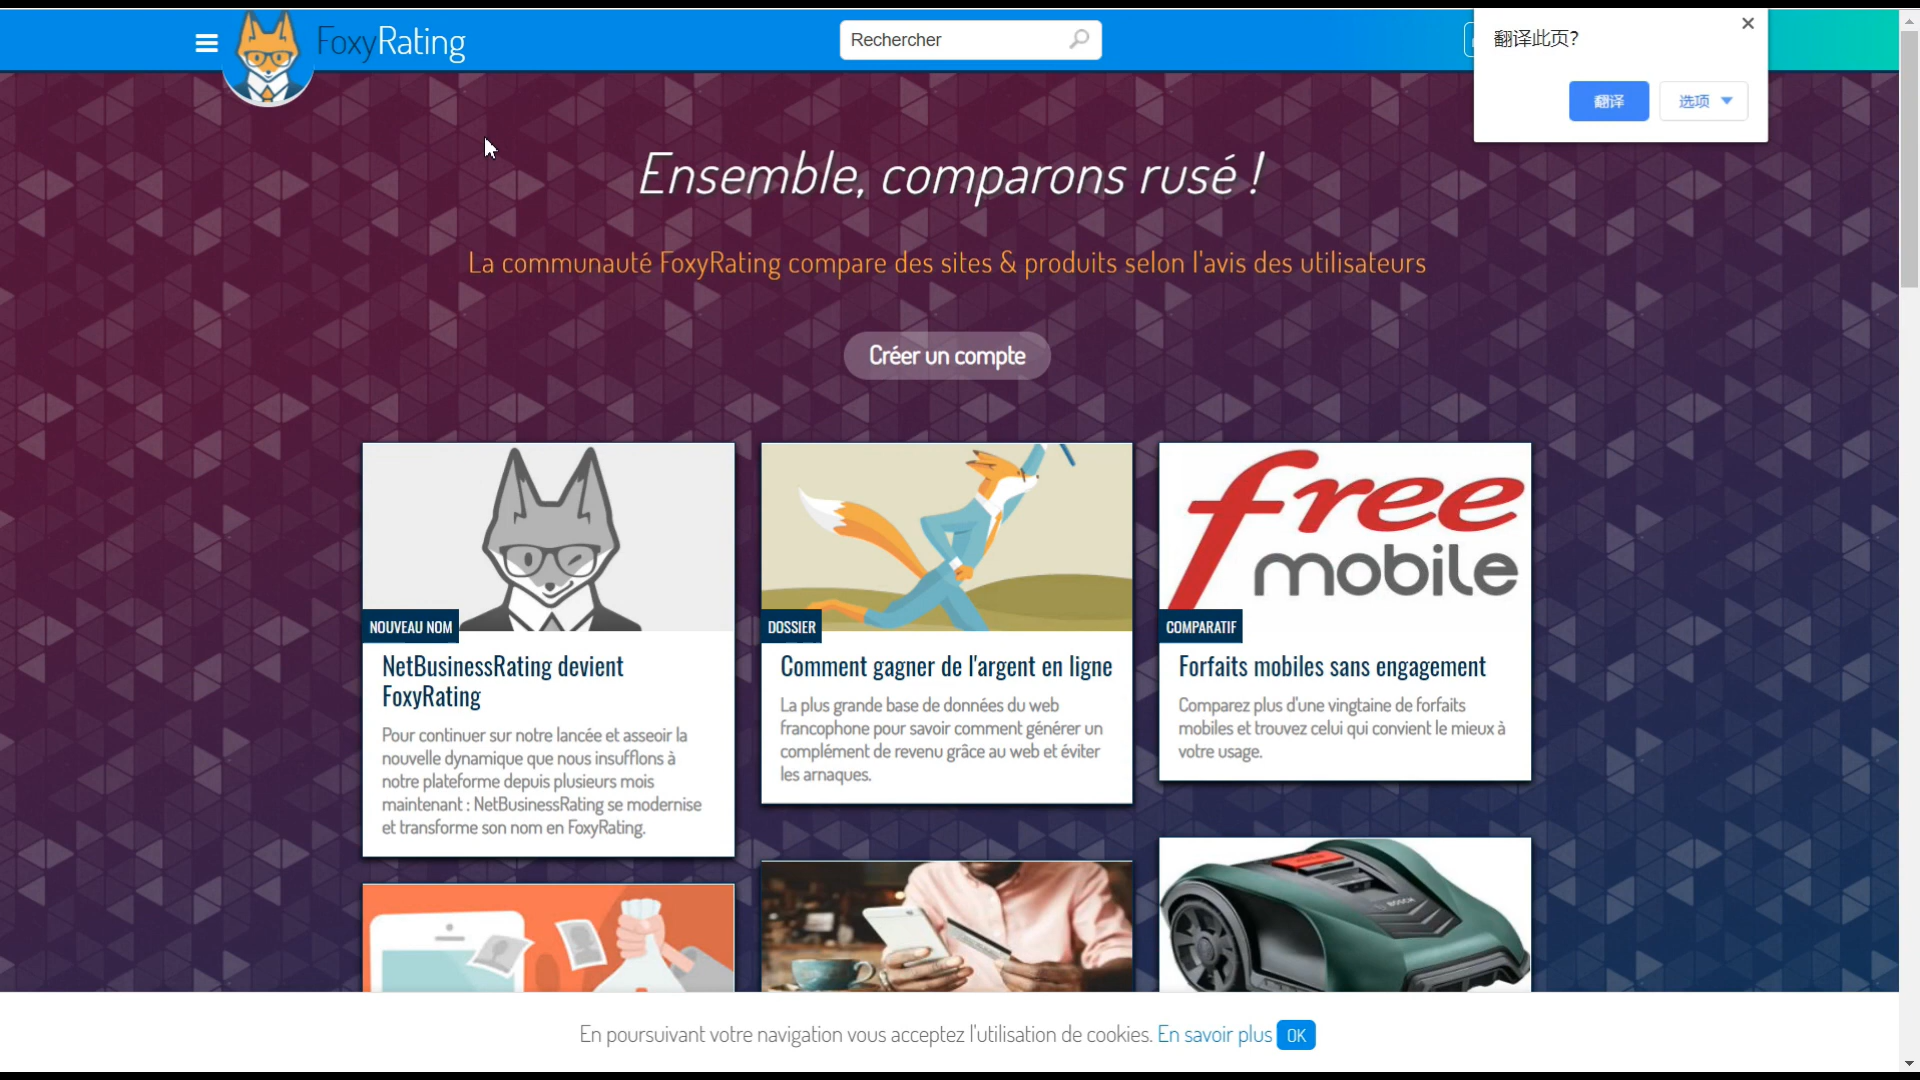 FoxyRating
Rechercher
翻译此页?
翻译
选项
Ensemble, comparons rusé !
La communauté FoxyRating compare des sites & produits selon l'avis des utilisateurs
Créer un compte
free
mobile
NOUVEAU NOM
NetBusinessRating devient
FoxyRating
Pour continuer sur notre lancée et asseoir la
nouvelle dynamique que nous insufflons à
notre plateforme depuis plusieurs mois
maintenant : NetBusinessRating se modernise
et transforme son nom en FoxyRating.
DOSSIER
Comment gagner de l'argent en ligne
La plus grande base de données du web
francophone pour savoir comment générer un
complément de revenu grâce au web et éviter
les arnaques.
COMPARATIF
Forfaits mobiles sans engagement
Comparez plus d'une vingtaine de forfaits
mobiles et trouvez celui qui convient le mieux à
votre usage.
BOSCH
En poursuivant votre navigation vous acceptez l'utilisation de cookies. En savoir plus OK